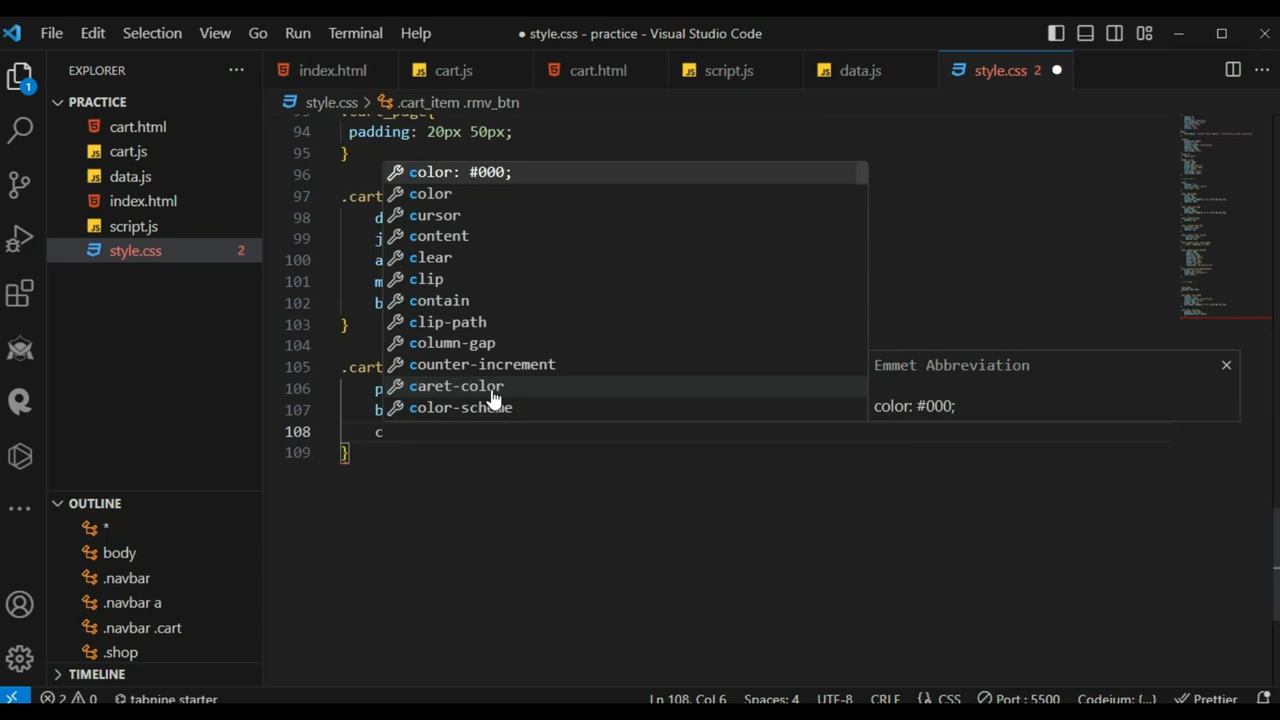 File Edit Selection View Go Run Terminal Help
● style.css - practice - Visual Studio Code
EXPLORER
index.html
cart.js
cart.html
script.js
data.js
style.css 2
1
PRACTICE
cart.html
cart.js
data.js
index.html
script.js
style.css 2
style.css > .cart_item .rmv_btn
93 .cart_page{
94 padding: 20px 50px;
95 }
96
97 .cart
98 d
99 j
100 a
101 m
102 b
103 }
104
105 .cart
106 p
107 b
108 c
109 }
color: #000;
color
cursor
content
clear
clip
contain
clip-path
column-gap
counter-increment
caret-color
color-scheme
Emmet Abbreviation
color: #000;
OUTLINE
*
body
.navbar
.navbar a
.navbar .cart
.shop
TIMELINE
2 0 tabnine starter Ln 108, Col 6 Spaces: 4 UTF-8 CRLF {} CSS Port : 5500 Codeium: {...} Prettier